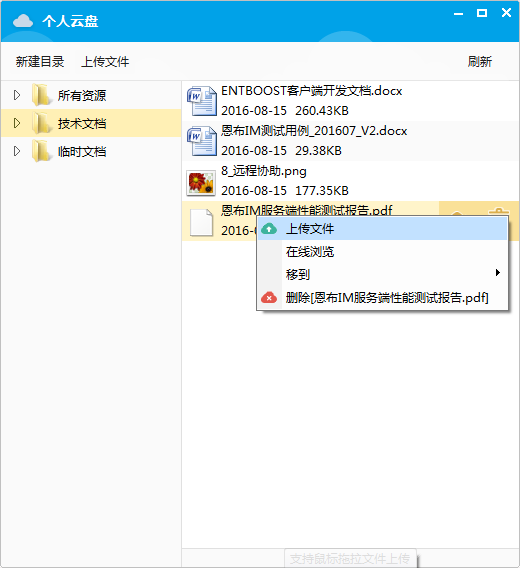 个人云盘
新建目录 上传文件 刷新
所有资源
技术文档
临时文档
ENTBOOST客户端开发文档.docx
2016-08-15 260.43KB
恩布IM测试用例_201607_V2.docx
2016-08-15 29.38KB
8_远程协助.png
2016-08-15 177.35KB
恩布IM服务端性能测试报告.pdf
2016-0
上传文件
在线浏览
移到
删除[恩布IM服务端性能测试报告.pdf]
支持鼠标拖拉文件上传